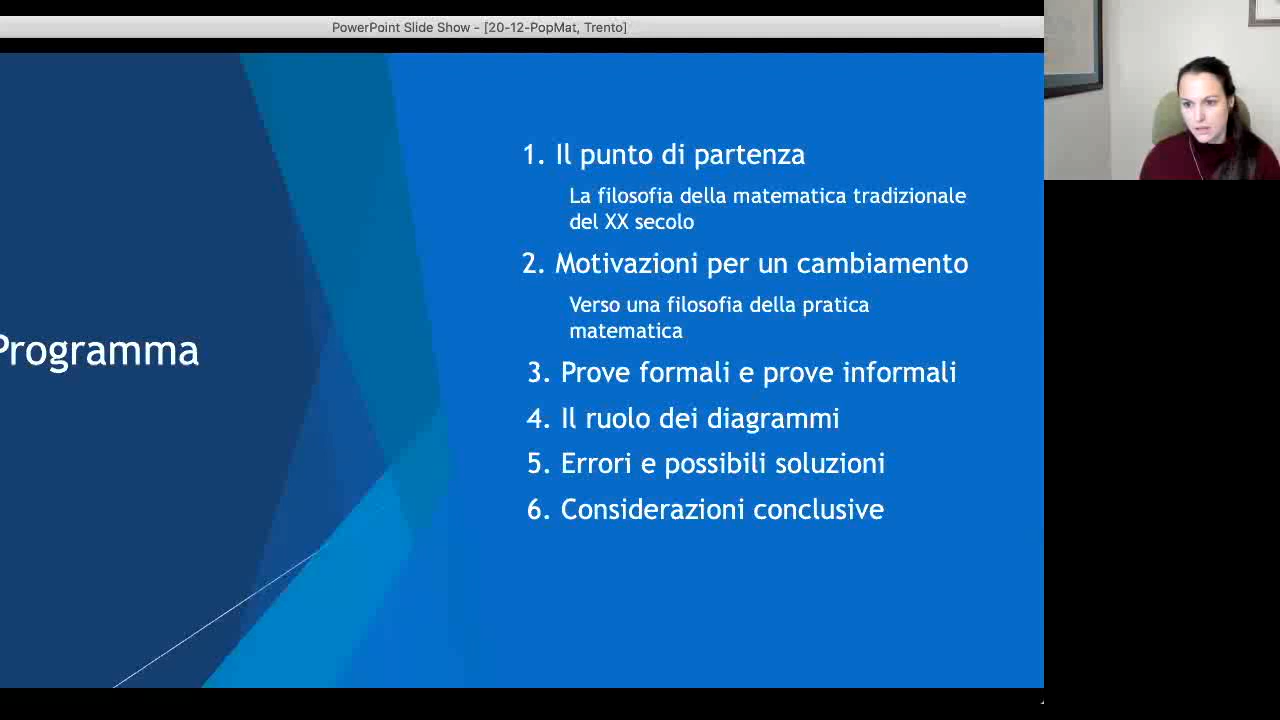 PowerPoint Slide Show - [20-12-PopMat, Trento]
Programma
1. Il punto di partenza
La filosofia della matematica tradizionale
del XX secolo
2. Motivazioni per un cambiamento
Verso una filosofia della pratica
matematica
3. Prove formali e prove informali
4. Il ruolo dei diagrammi
5. Errori e possibili soluzioni
6. Considerazioni conclusive